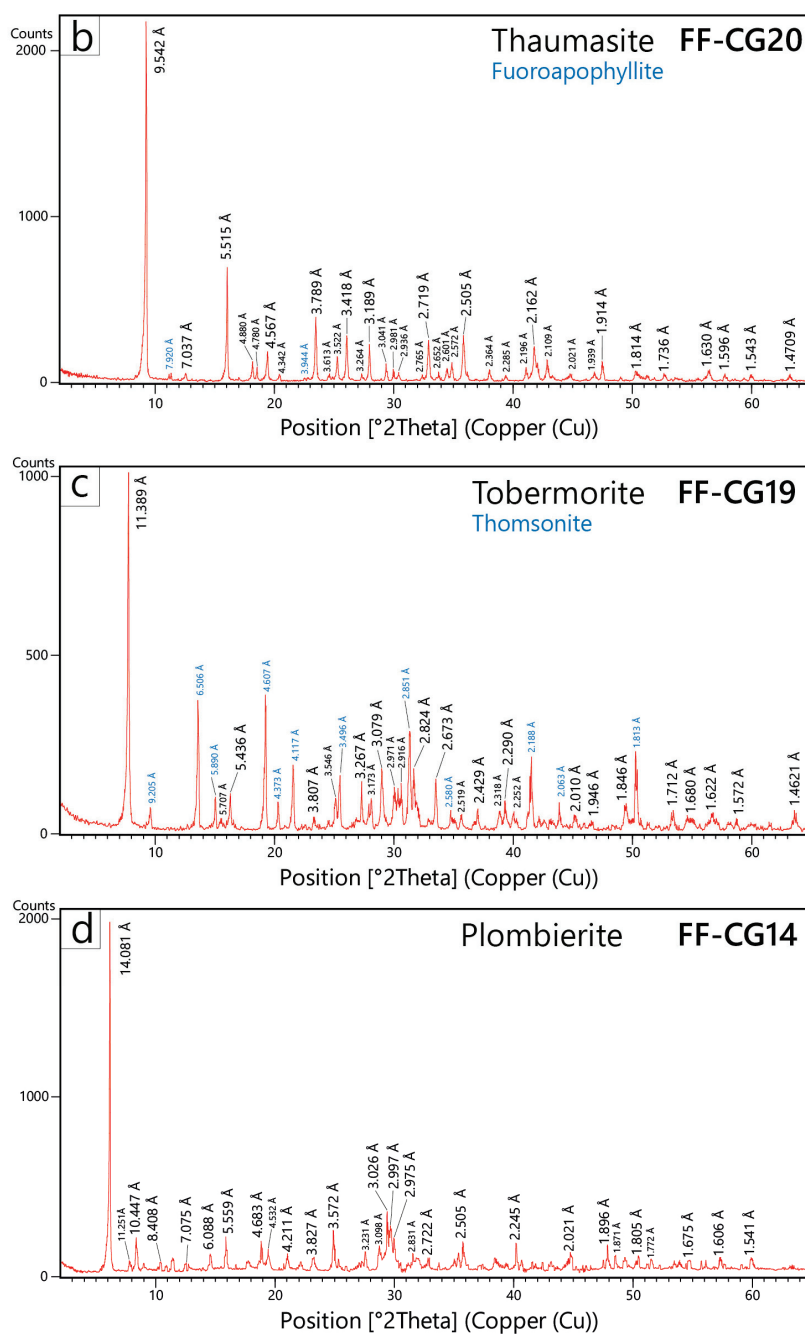 Counts
b
Thaumasite FF-CG20
Fuoroapophyllite
2000
1000
0
9.542 Å
7.920 Å
7.037 Å
5.515 Å
4.880 Å
4.780 Å
4.567 Å
4.342 Å
3.944 Å
3.789 Å
3.613 Å
3.522 Å
3.418 Å
3.264 Å
3.189 Å
3.041 Å
2.981 Å
2.936 Å
2.765 Å
2.719 Å
2.652 Å
2.601 Å
2.572 Å
2.505 Å
2.364 Å
2.285 Å
2.196 Å
2.162 Å
2.109 Å
2.021 Å
1.939 Å
1.914 Å
1.814 Å
1.736 Å
1.630 Å
1.596 Å
1.543 Å
1.4709 Å
10 20 30 40 50 60
Position [°2Theta] (Copper (Cu))
Counts
c
Tobermorite FF-CG19
Thomsonite
1000
500
0
11.389 Å
9.205 Å
6.506 Å
5.890 Å
5.707 Å
5.436 Å
4.607 Å
4.373 Å
4.117 Å
3.807 Å
3.546 Å
3.496 Å
3.267 Å
3.173 Å
3.079 Å
2.971 Å
2.916 Å
2.851 Å
2.824 Å
2.673 Å
2.580 Å
2.519 Å
2.429 Å
2.318 Å
2.290 Å
2.252 Å
2.188 Å
2.063 Å
2.010 Å
1.946 Å
1.846 Å
1.813 Å
1.712 Å
1.680 Å
1.622 Å
1.572 Å
1.4621 Å
10 20 30 40 50 60
Position [°2Theta] (Copper (Cu))
Counts
d
Plombierite FF-CG14
2000
1000
0
14.081 Å
11.251Å
10.447 Å
8.408 Å
7.075 Å
6.088 Å
5.559 Å
4.683 Å
4.532 Å
4.211 Å
3.827 Å
3.572 Å
3.231 Å
3.098 Å
3.026 Å
2.997 Å
2.975 Å
2.831 Å
2.722 Å
2.505 Å
2.245 Å
2.021 Å
1.896 Å
1.871 Å
1.805 Å
1.772 Å
1.675 Å
1.606 Å
1.541 Å
10 20 30 40 50 60
Position [°2Theta] (Copper (Cu))